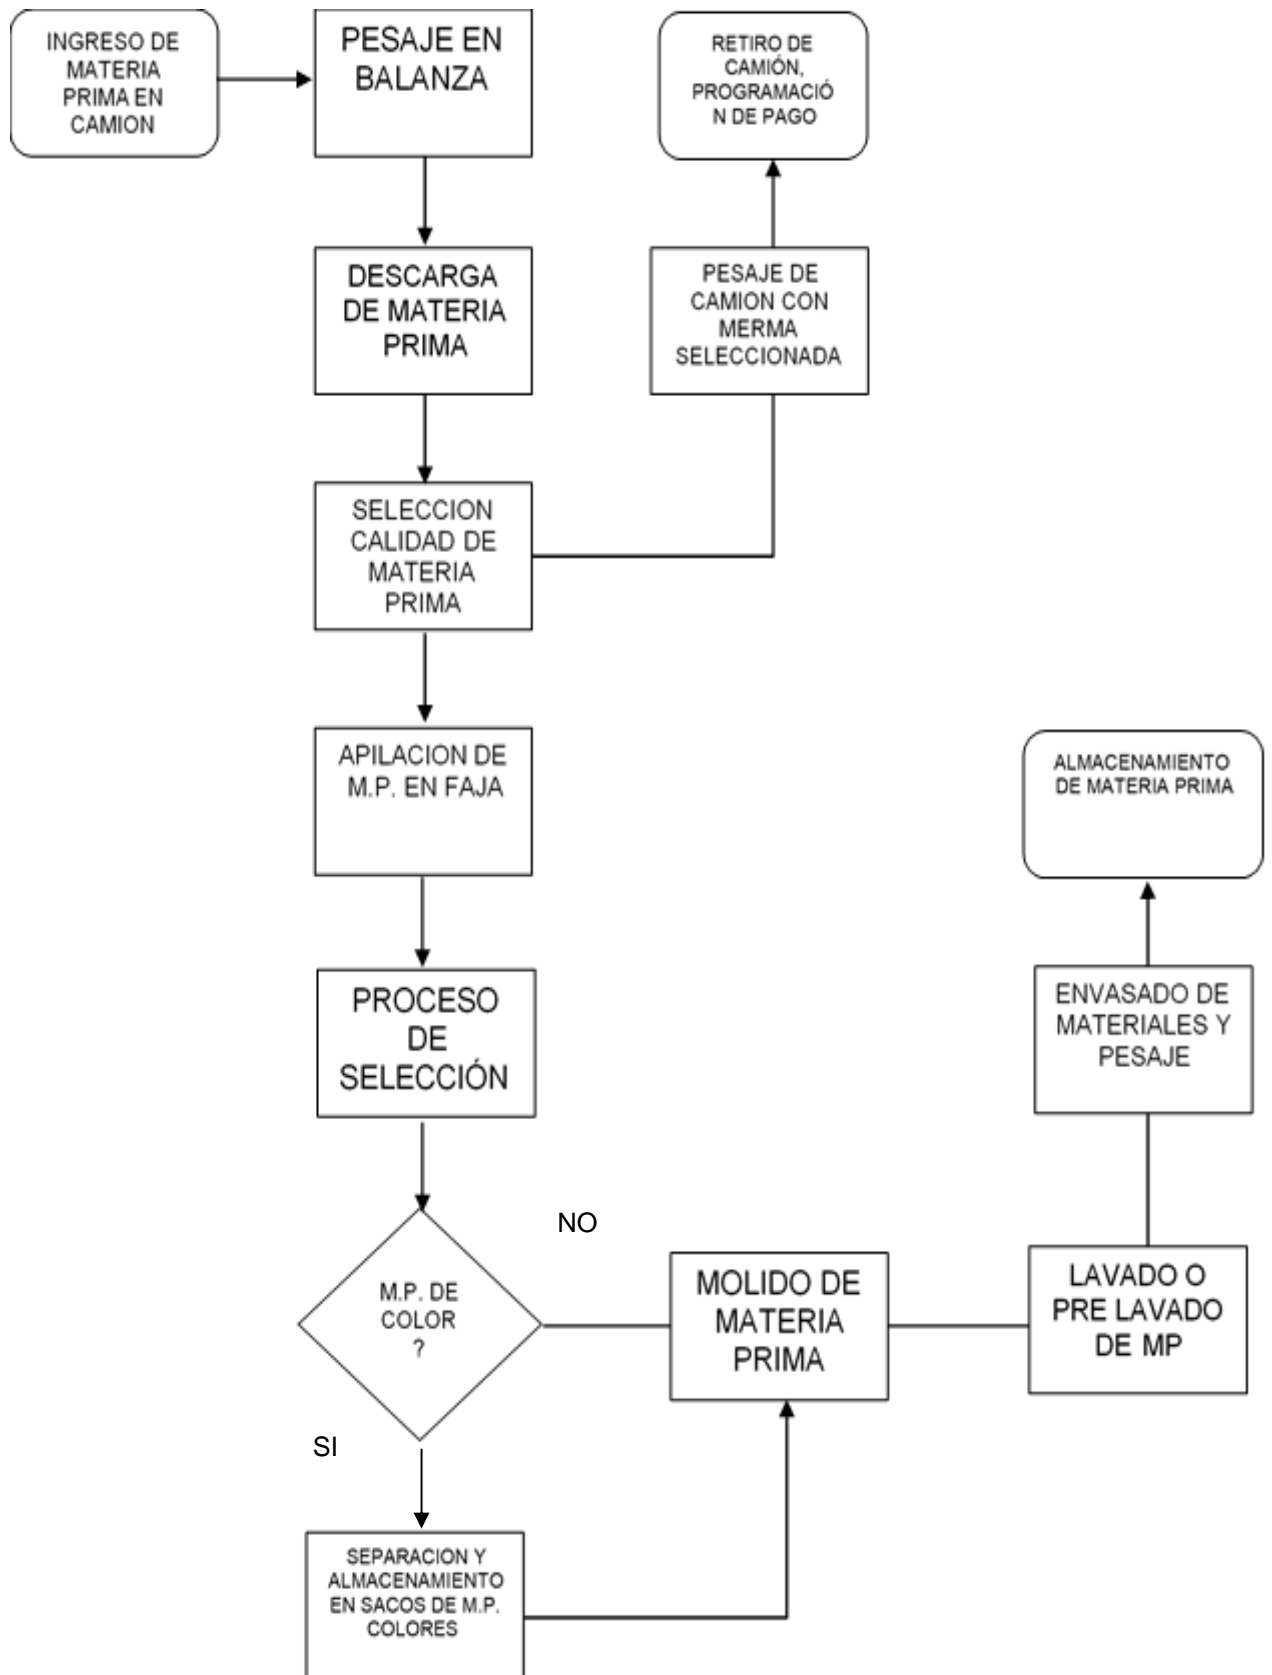 INGRESO DE
MATERIA
PRIMA EN
CAMION
PESAJE EN
BALANZA
RETIRO DE
CAMIÓN,
PROGRAMACIÓ
N DE PAGO
DESCARGA
DE MATERIA
PRIMA
PESAJE DE
CAMION CON
MERMA
SELECCIONADA
SELECCION
CALIDAD DE
MATERIA
PRIMA
APILACION DE
M.P. EN FAJA
ALMACENAMIENTO
DE MATERIA PRIMA
PROCESO
DE
SELECCIÓN
ENVASADO DE
MATERIALES Y
PESAJE
NO
M.P. DE
COLOR
?
MOLIDO DE
MATERIA
PRIMA
LAVADO O
PRE LAVADO
DE MP
SI
SEPARACION Y
ALMACENAMIENTO
EN SACOS DE M.P.
COLORES